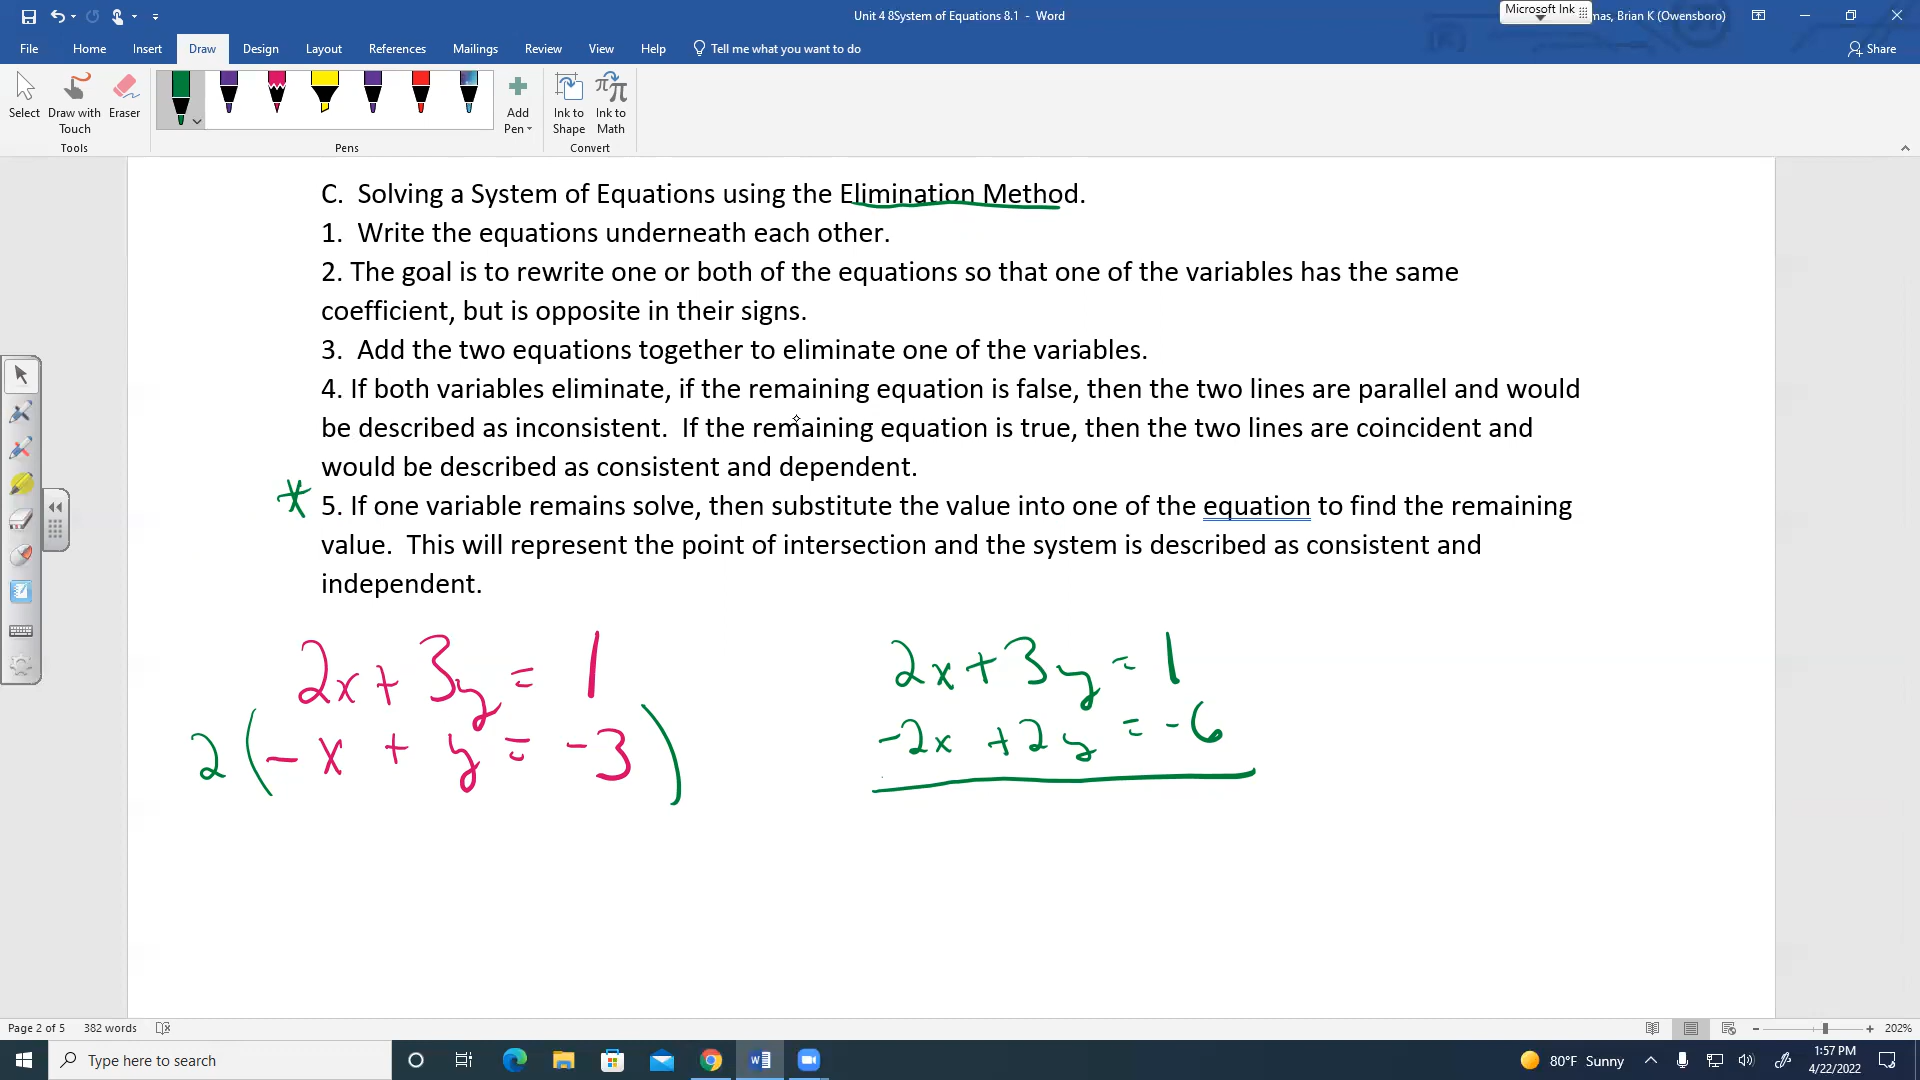 Unit 4 8System of Equations 8.1 - Word
Microsoft Ink
mas, Brian K (Owensboro)
File Home Insert Draw Design Layout References Mailings Review View Help Tell me what you want to do
Share
Select
Draw with Touch
Eraser
Add Pen
Ink to Shape
Ink to Math
Tools
Pens
Convert
C. Solving a System of Equations using the Elimination Method.
1. Write the equations underneath each other.
2. The goal is to rewrite one or both of the equations so that one of the variables has the same
coefficient, but is opposite in their signs.
3. Add the two equations together to eliminate one of the variables.
4. If both variables eliminate, if the remaining equation is false, then the two lines are parallel and would
be described as inconsistent. If the remaining equation is true, then the two lines are coincident and
would be described as consistent and dependent.
* 5. If one variable remains solve, then substitute the value into one of the equation to find the remaining
value. This will represent the point of intersection and the system is described as consistent and
independent.
2x + 3y = 1
2(-x + y = -3)
2x + 3y = 1
-2x + 2y = -6
Page 2 of 5 382 words
202%
Type here to search
80°F Sunny
1:57 PM
4/22/2022